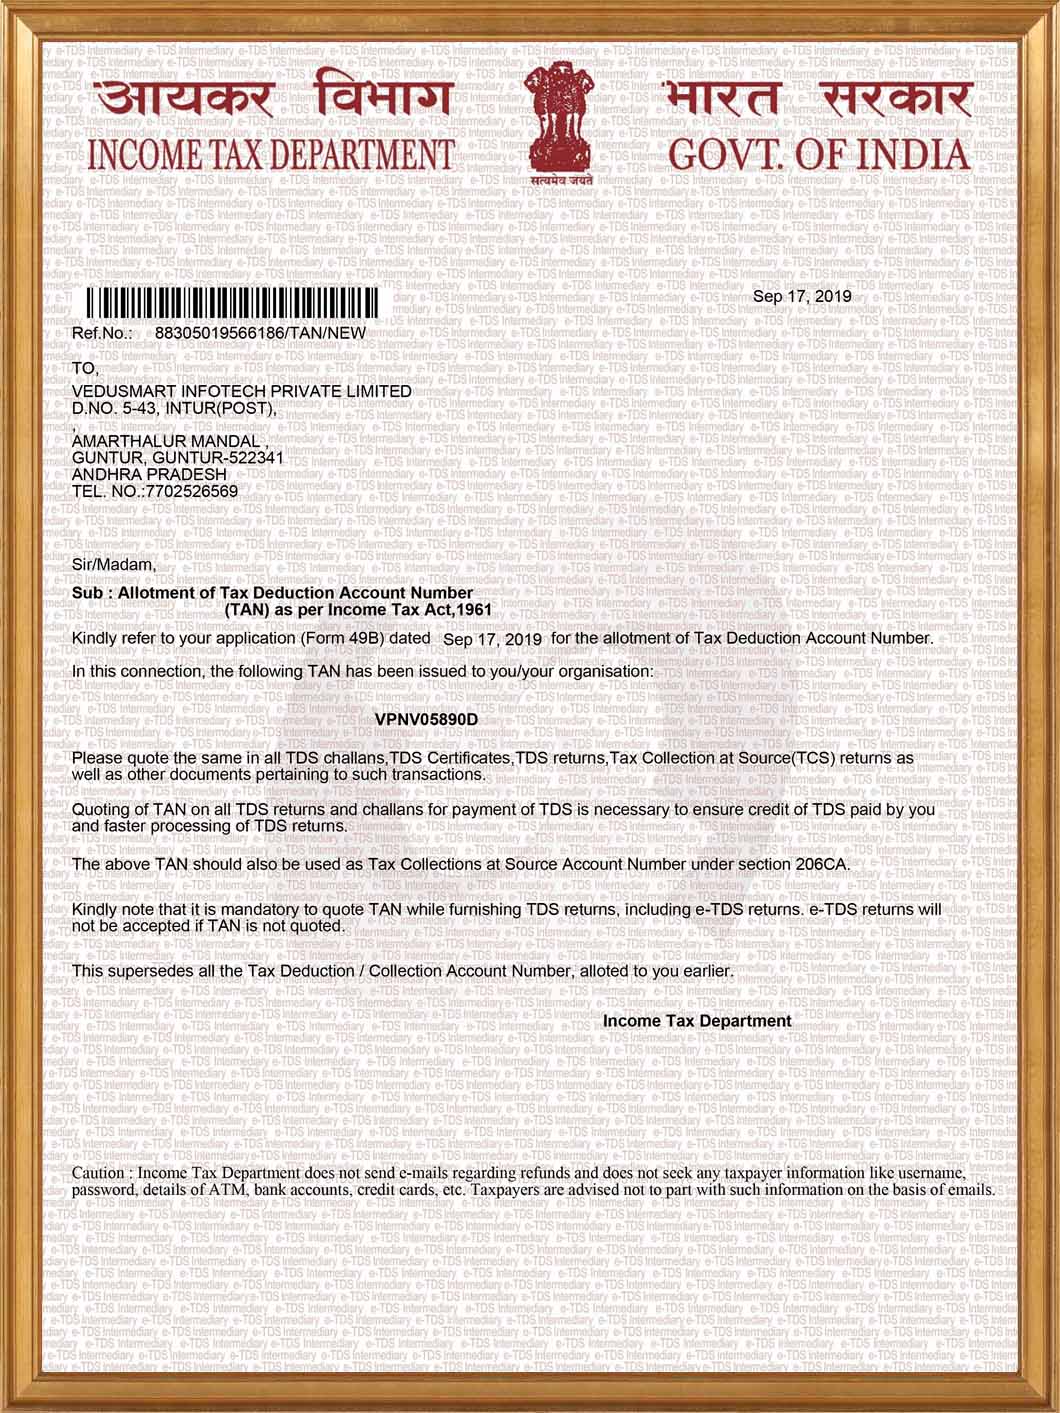 आयकर विभाग
INCOME TAX DEPARTMENT
सत्यमेव जयते
भारत सरकार
GOVT. OF INDIA
Sep 17, 2019
Ref.No.: 88305019566186/TAN/NEW
TO,
VEDUSMART INFOTECH PRIVATE LIMITED
D.NO. 5-43, INTUR(POST),
,
AMARTHALUR MANDAL ,
GUNTUR, GUNTUR-522341
ANDHRA PRADESH
TEL. NO.:7702526569
Sir/Madam,
Sub : Allotment of Tax Deduction Account Number
(TAN) as per Income Tax Act,1961
Kindly refer to your application (Form 49B) dated Sep 17, 2019 for the allotment of Tax Deduction Account Number.
In this connection, the following TAN has been issued to you/your organisation:
VPNV05890D
Please quote the same in all TDS challans,TDS Certificates,TDS returns,Tax Collection at Source(TCS) returns as
well as other documents pertaining to such transactions.
Quoting of TAN on all TDS returns and challans for payment of TDS is necessary to ensure credit of TDS paid by you
and faster processing of TDS returns.
The above TAN should also be used as Tax Collections at Source Account Number under section 206CA.
Kindly note that it is mandatory to quote TAN while furnishing TDS returns, including e-TDS returns. e-TDS returns will
not be accepted if TAN is not quoted.
This supersedes all the Tax Deduction / Collection Account Number, alloted to you earlier.
Income Tax Department
Caution : Income Tax Department does not send e-mails regarding refunds and does not seek any taxpayer information like username,
password, details of ATM, bank accounts, credit cards, etc. Taxpayers are advised not to part with such information on the basis of emails.